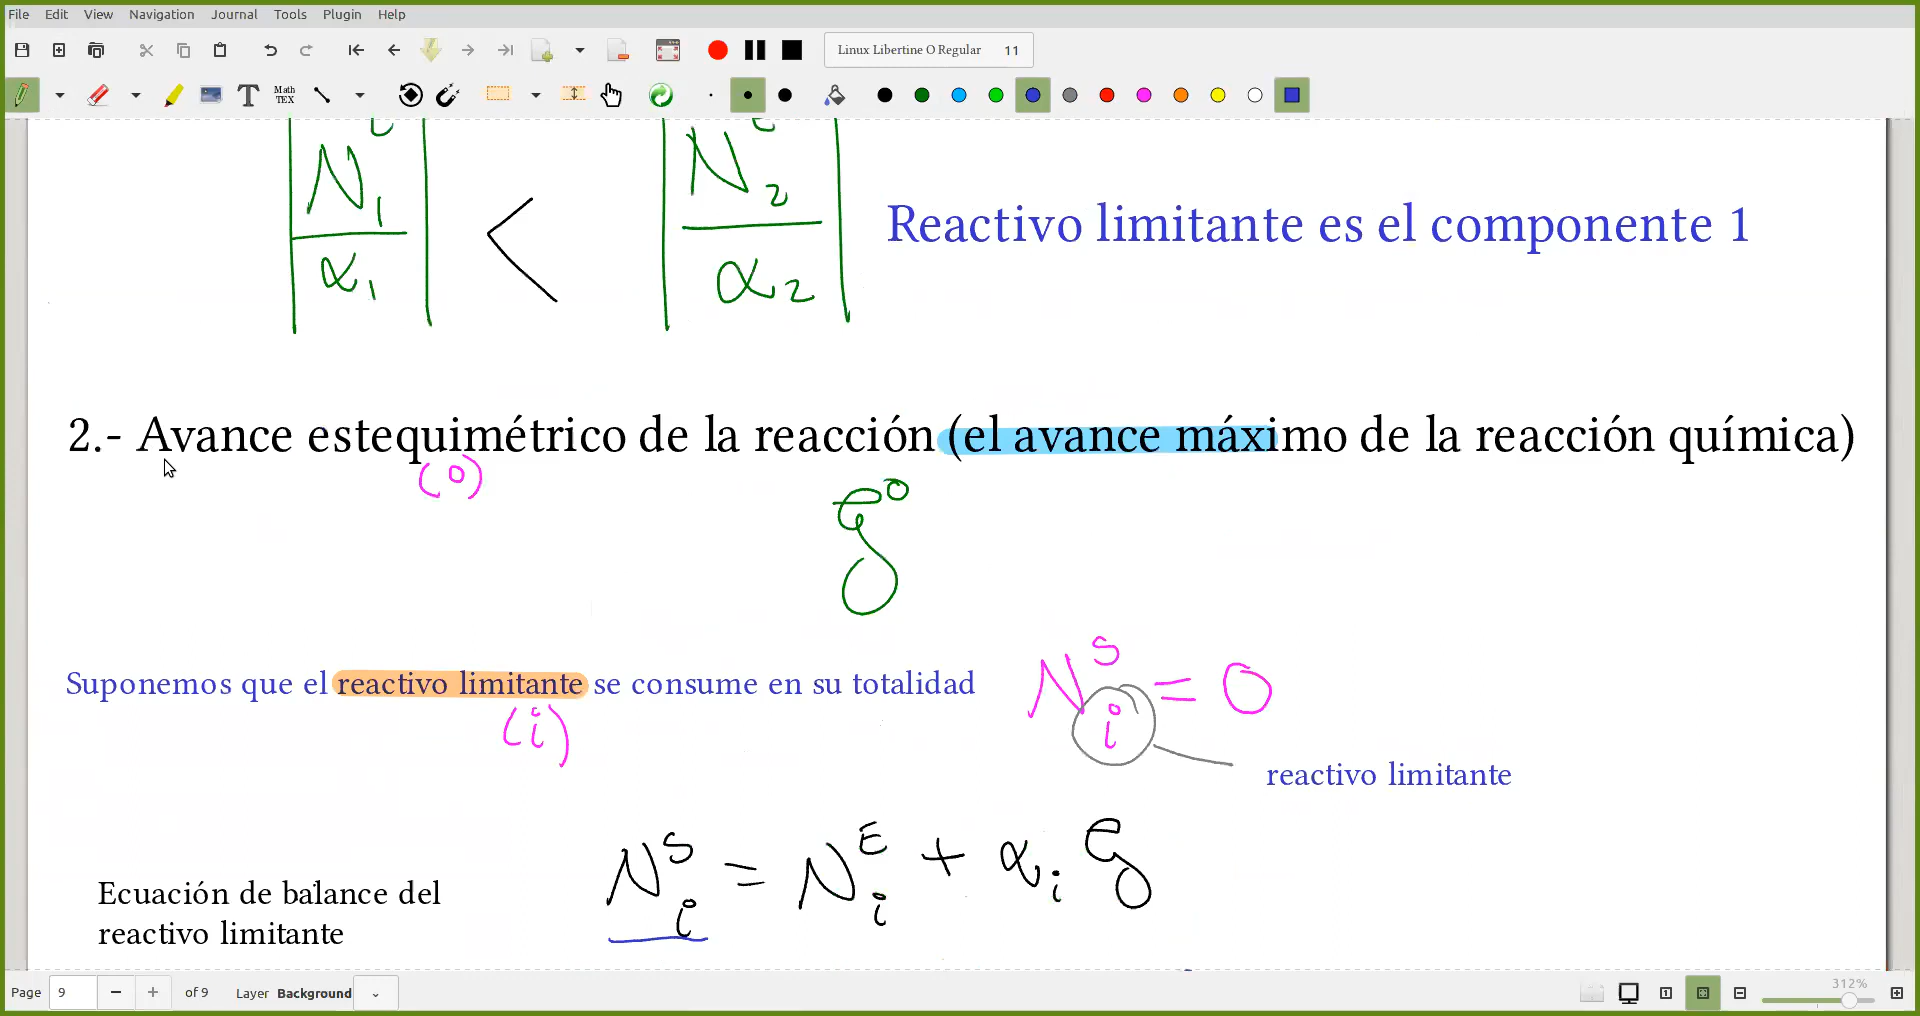 File Edit View Navigation Journal Tools Plugin Help
Linux Libertine O Regular 11
Math TEX
N₁ / α₁ < N₂ / α₂ Reactivo limitante es el componente 1
2.- Avance estequimétrico de la reacción (el avance máximo de la reacción química)
(o)
ξ⁰
Suponemos que el reactivo limitante se consume en su totalidad
(i)
Nᵢˢ = 0
reactivo limitante
Nᵢˢ = Nᵢᴱ + αᵢ ξ
Ecuación de balance del
reactivo limitante
Page 9 of 9 Layer Background 312%